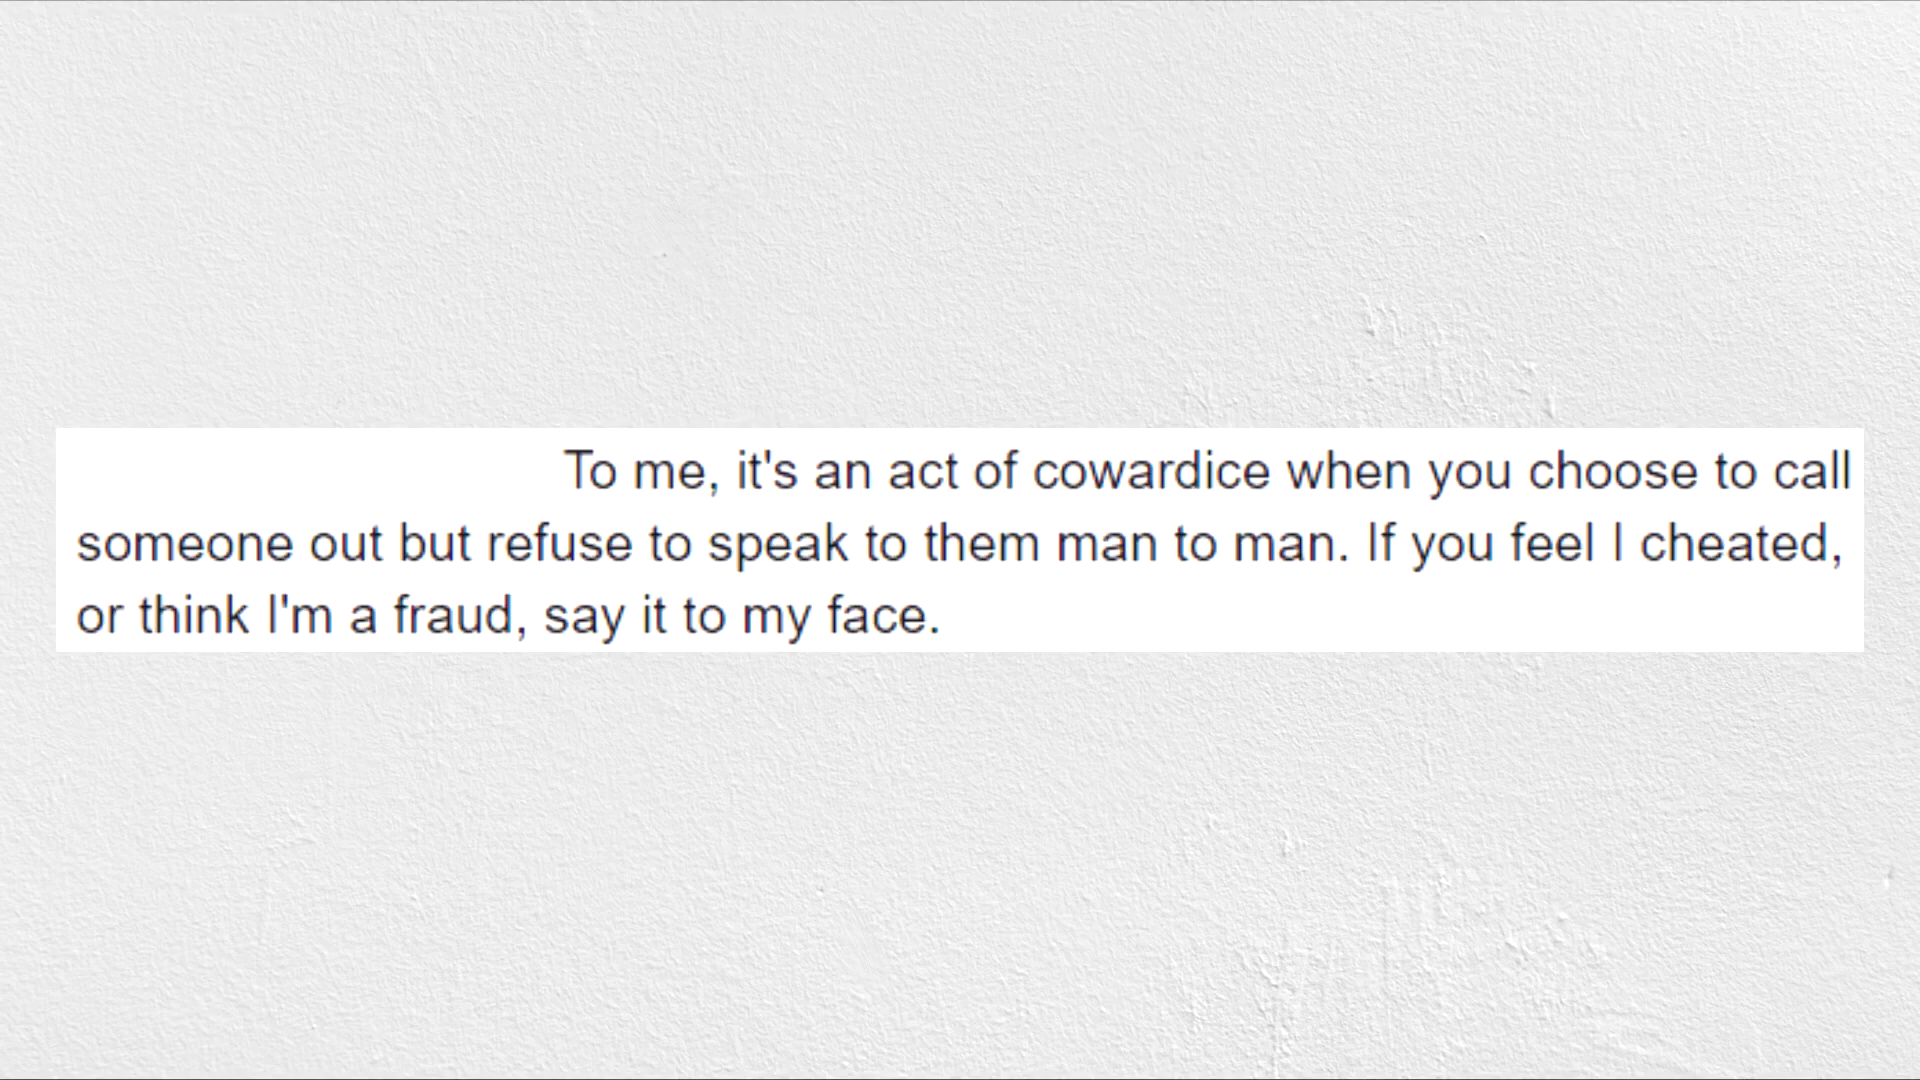 To me, it's an act of cowardice when you choose to call
someone out but refuse to speak to them man to man. If you feel I cheated,
or think I'm a fraud, say it to my face.